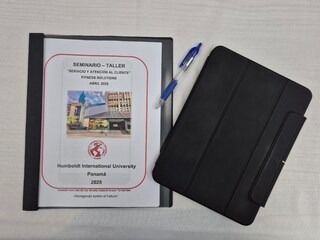 SEMINARIO – TALLER
"SERVICIO Y ATENCIÓN AL CLIENTE"
FITNESS SOLUTIONS
ABRIL 2025
Humboldt International University
Panamá
2025